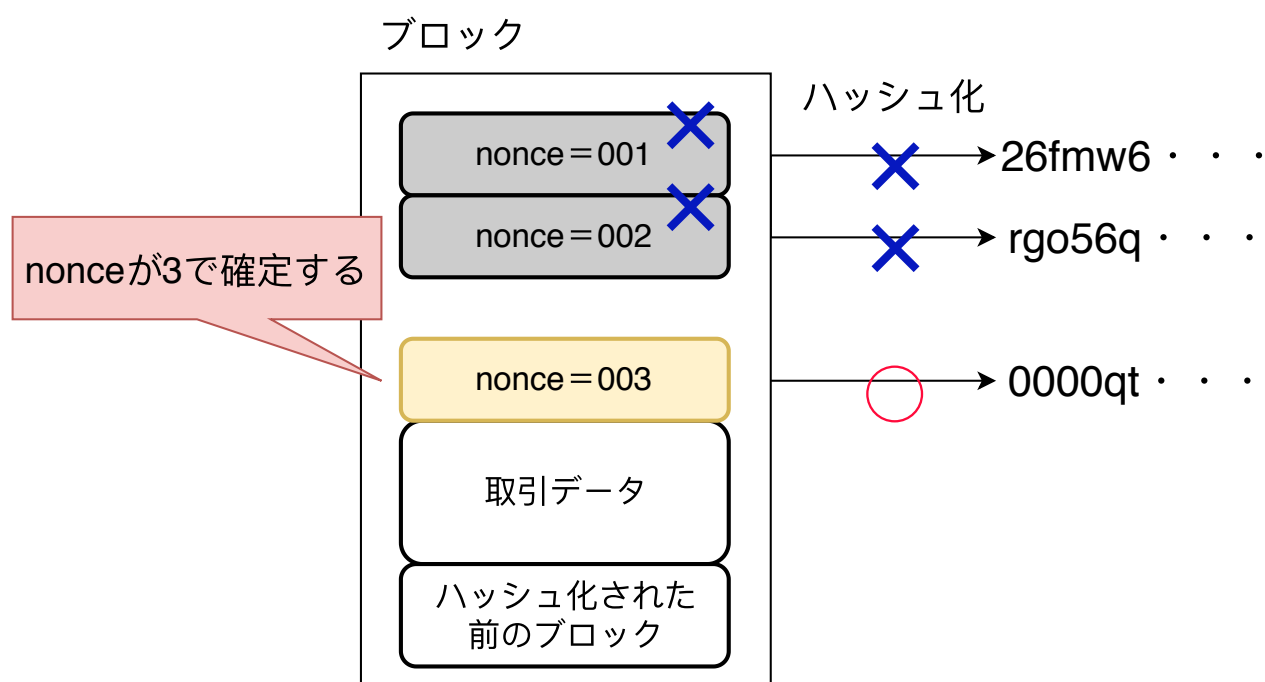 ブロック
ハッシュ化
nonce＝001
26fmw6・・・
nonce＝002
rgo56q・・・
nonceが3で確定する
nonce＝003
0000qt・・・
取引データ
ハッシュ化された
前のブロック